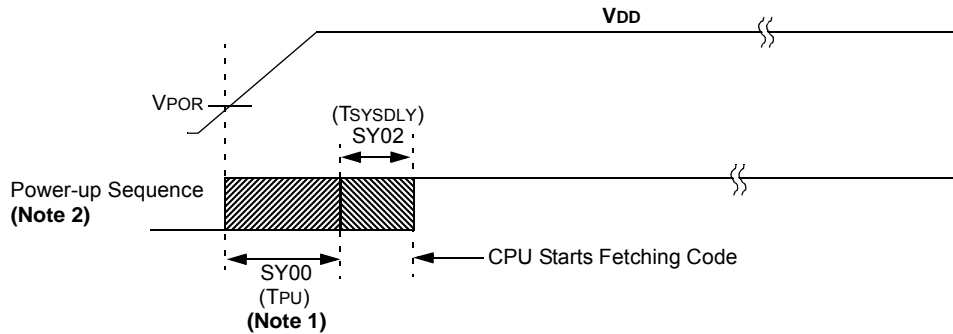 VDD
VPOR
(TSYSDLY)
SY02
Power-up Sequence
(Note 2)
CPU Starts Fetching Code
SY00
(TPU)
(Note 1)